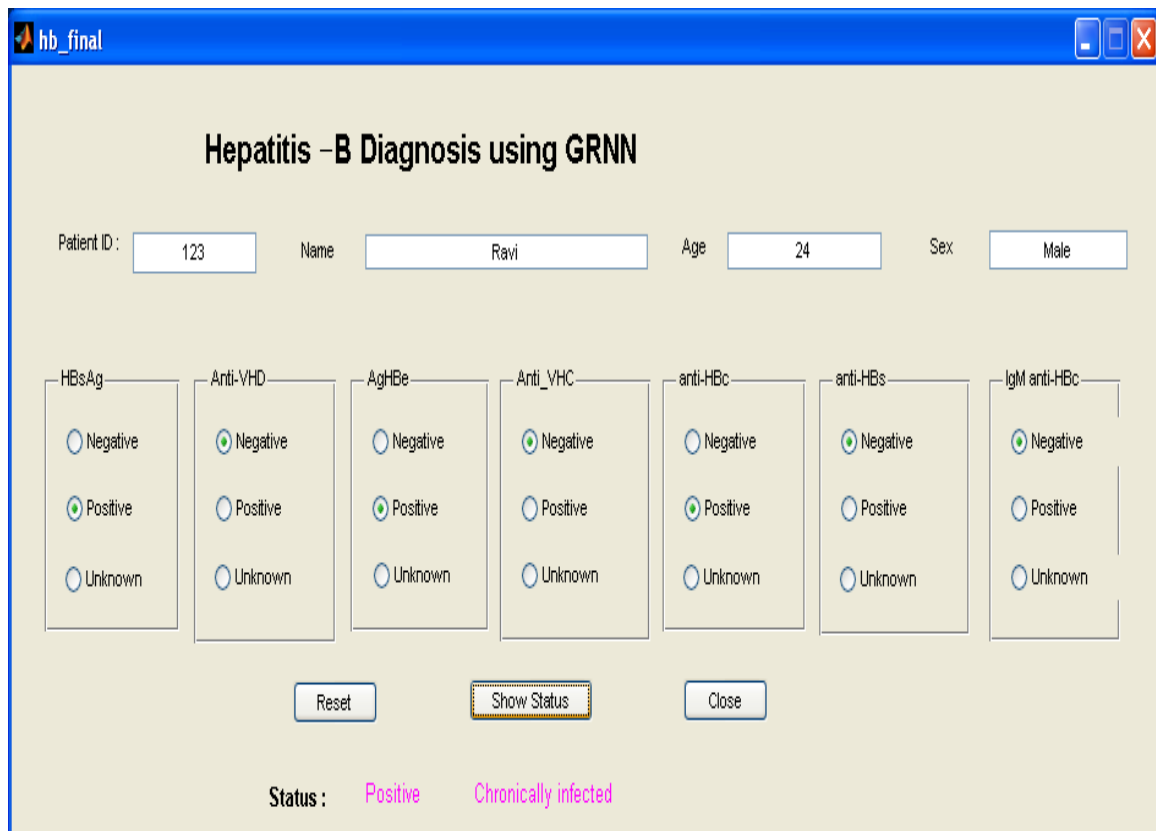 hb_final
Hepatitis -B Diagnosis using GRNN
Patient ID : 123 Name Ravi Age 24 Sex Male
HBsAg Anti-VHD AgHBe Anti_VHC anti-HBc anti-HBs IgM anti-HBc
Negative Negative Negative Negative Negative Negative Negative
Positive Positive Positive Positive Positive Positive Positive
Unknown Unknown Unknown Unknown Unknown Unknown Unknown
Reset Show Status Close
Status : Positive Chronically infected